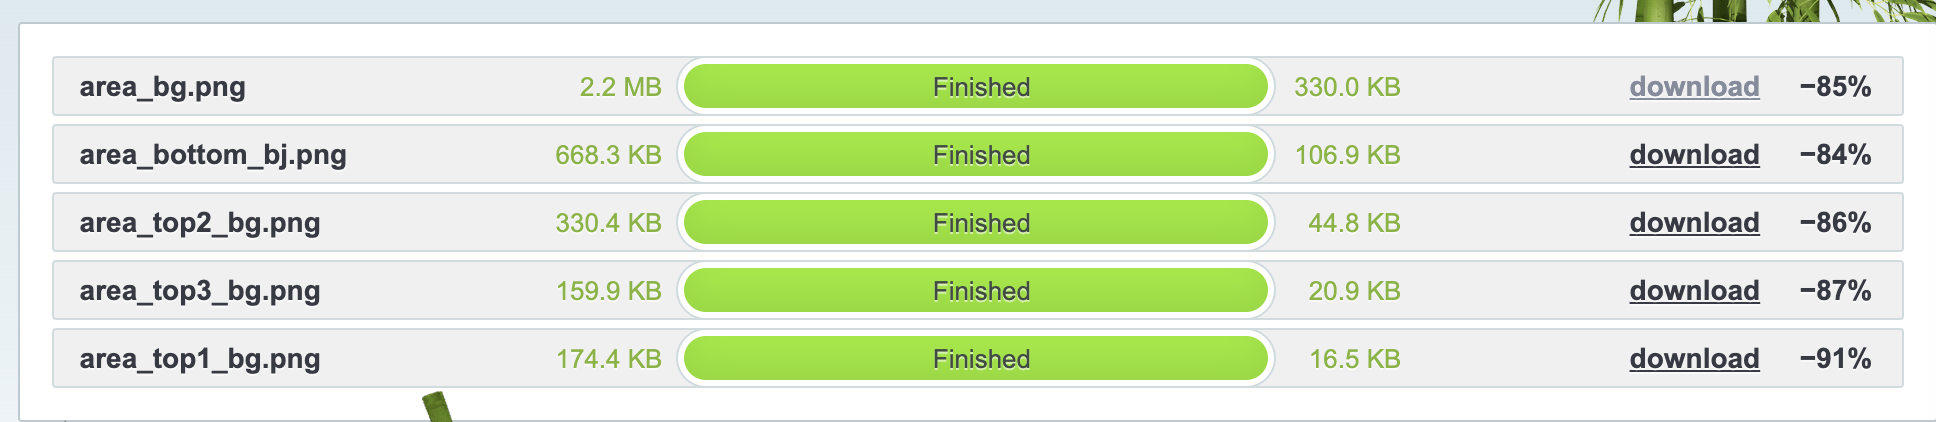 area_bg.png 2.2 MB Finished 330.0 KB download −85%
area_bottom_bj.png 668.3 KB Finished 106.9 KB download −84%
area_top2_bg.png 330.4 KB Finished 44.8 KB download −86%
area_top3_bg.png 159.9 KB Finished 20.9 KB download −87%
area_top1_bg.png 174.4 KB Finished 16.5 KB download −91%